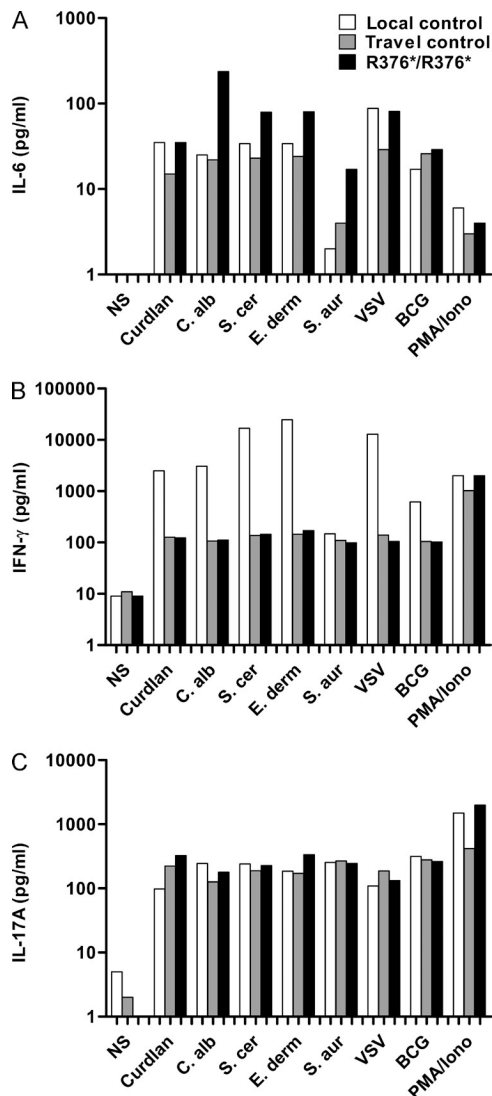 A
Local control
Travel control
R376*/R376*
IL-6 (pg/ml)
1000
100
10
1
NS
Curdlan
C. alb
S. cer
E. derm
S. aur
VSV
BCG
PMA/Iono
B
IFN-γ (pg/ml)
100000
10000
1000
100
10
1
NS
Curdlan
C. alb
S. cer
E. derm
S. aur
VSV
BCG
PMA/Iono
C
IL-17A (pg/ml)
10000
1000
100
10
1
NS
Curdlan
C. alb
S. cer
E. derm
S. aur
VSV
BCG
PMA/Iono